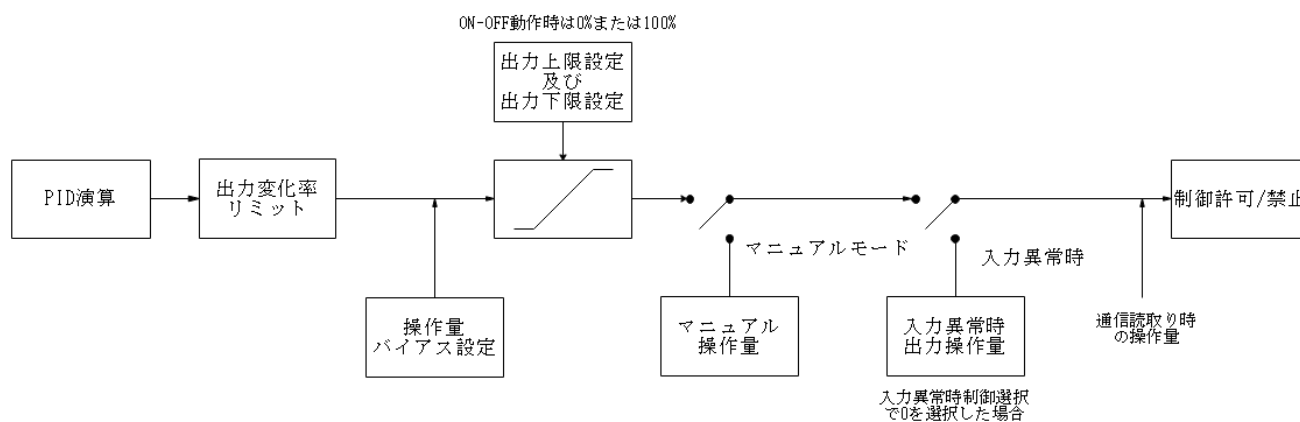 ON-OFF動作時は0%または100%
出力上限設定
及び
出力下限設定
PID演算
出力変化率
リミット
制御許可/禁止
マニュアルモード
入力異常時
操作量
バイアス設定
マニュアル
操作量
入力異常時
出力操作量
通信読取り時
の操作量
入力異常時制御選択
で0を選択した場合